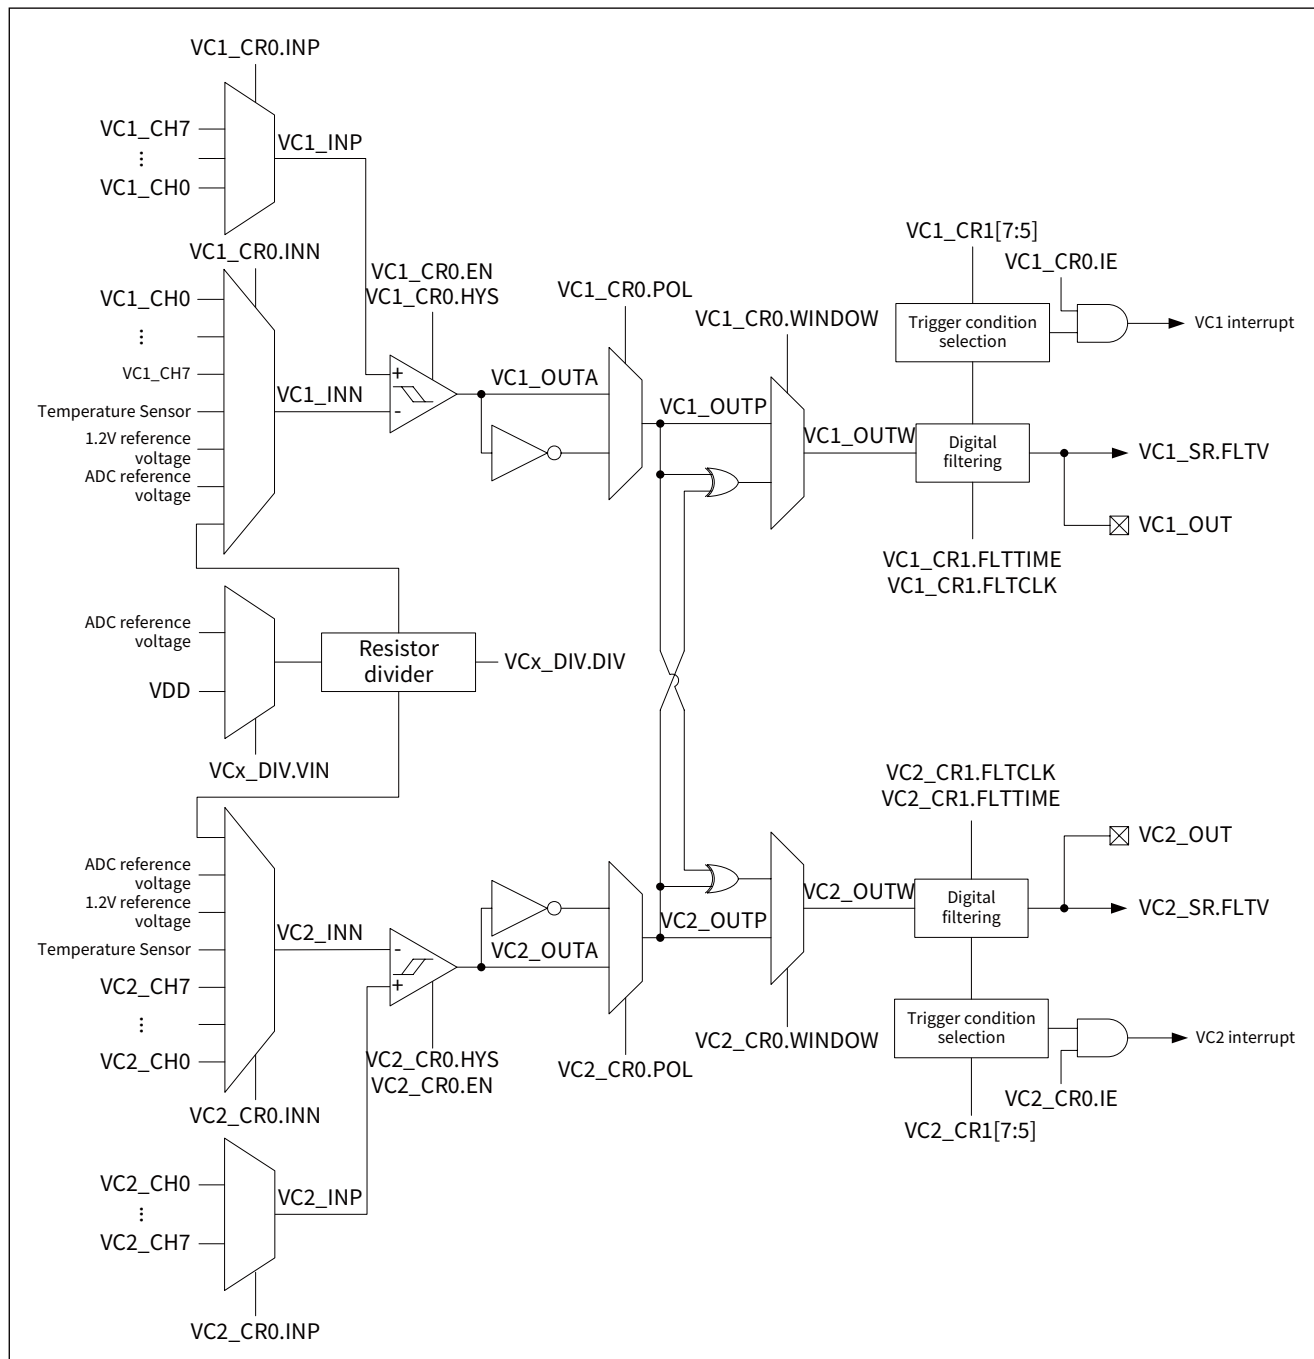 VC1_CR0.INP
VC1_CH7
⋮
VC1_CH0
VC1_INP
VC1_CR0.INN
VC1_CH0
⋮
VC1_CH7
Temperature Sensor
1.2V reference
voltage
ADC reference
voltage
VC1_INN
VC1_CR0.EN
VC1_CR0.HYS
+
-
VC1_OUTA
VC1_CR0.POL
VC1_OUTP
VC1_CR0.WINDOW
VC1_OUTW
VC1_CR1[7:5]
VC1_CR0.IE
Trigger condition
selection
VC1 interrupt
Digital
filtering
VC1_SR.FLTV
VC1_OUT
VC1_CR1.FLTTIME
VC1_CR1.FLTCLK
ADC reference
voltage
VDD
Resistor
divider
VCx_DIV.DIV
VCx_DIV.VIN
ADC reference
voltage
1.2V reference
voltage
Temperature Sensor
VC2_CH7
⋮
VC2_CH0
VC2_INN
VC2_CR0.INN
-
+
VC2_CR0.HYS
VC2_CR0.EN
VC2_OUTA
VC2_CR0.POL
VC2_OUTP
VC2_CR0.WINDOW
VC2_OUTW
VC2_CR1.FLTCLK
VC2_CR1.FLTTIME
Digital
filtering
VC2_OUT
VC2_SR.FLTV
Trigger condition
selection
VC2 interrupt
VC2_CR0.IE
VC2_CR1[7:5]
VC2_CH0
⋮
VC2_CH7
VC2_INP
VC2_CR0.INP